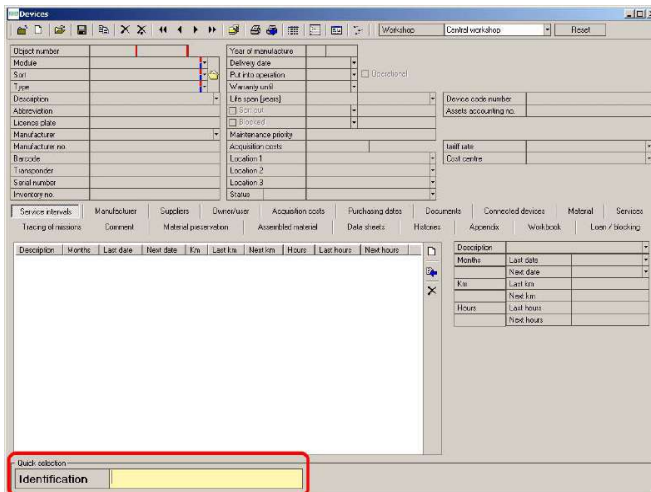 Devices
Workshop Central workshop Reset
Object number Year of manufacture
Module Delivery date
Sort Put into operation Operational
Type Warranty until
Description Life span [years] Device code number
Abbreviation Sort out Assets accounting no.
Licence plate Blocked
Manufacturer Maintenance priority
Manufacturer no. Acquisition costs tariff rate
Barcode Location 1 Cost centre
Transponder Location 2
Serial number Location 3
Inventory no. Status
Service intervals Manufacturer Suppliers Owner/user Acquisition costs Purchasing dates Documents Connected devices Material Services
Tracing of missions Comment Material preservation Assembled material Data sheets Histories Appendix Workbook Loan / blocking
Description Months Last date Next date Km Last km Next km Hours Last hours Next hours
Description
Months Last date
Next date
Km Last km
Next km
Hours Last hours
Next hours
Quick selection
Identification